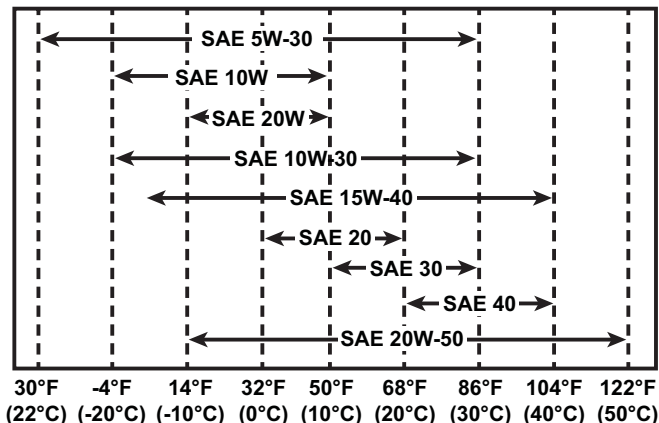 SAE 5W-30
SAE 10W
SAE 20W
SAE 10W-30
SAE 15W-40
SAE 20
SAE 30
SAE 40
SAE 20W-50
30°F -4°F 14°F 32°F 50°F 68°F 86°F 104°F 122°F
(22°C) (-20°C) (-10°C) (0°C) (10°C) (20°C) (30°C) (40°C) (50°C)